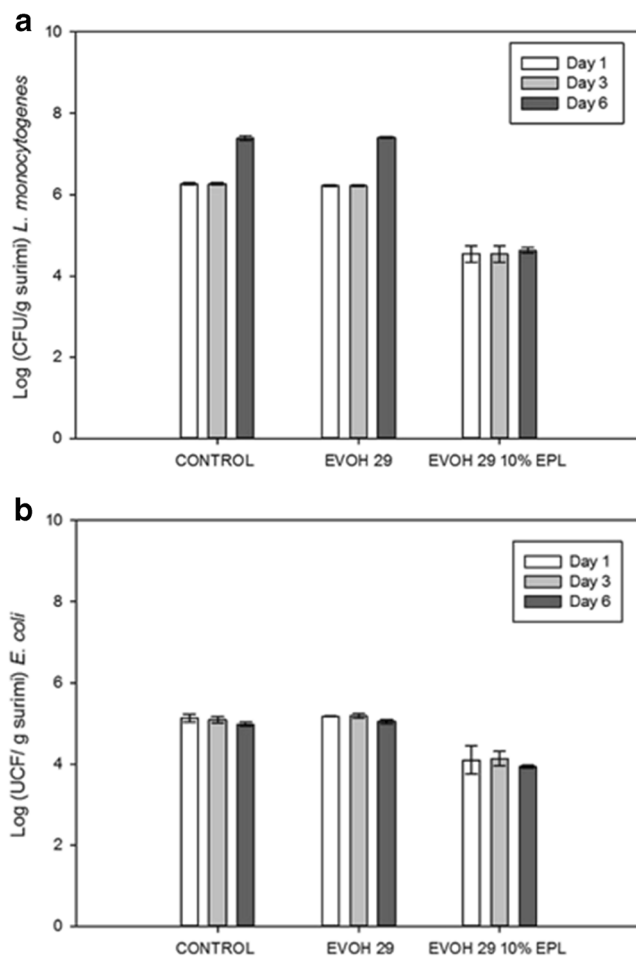 a
10
8
6
4
2
0
Log (CFU/g surimi) L. monocytogenes
Day 1
Day 3
Day 6
CONTROL EVOH 29 EVOH 29 10% EPL
b
10
8
6
4
2
0
Log (UCF/ g surimi) E. coli
Day 1
Day 3
Day 6
CONTROL EVOH 29 EVOH 29 10% EPL